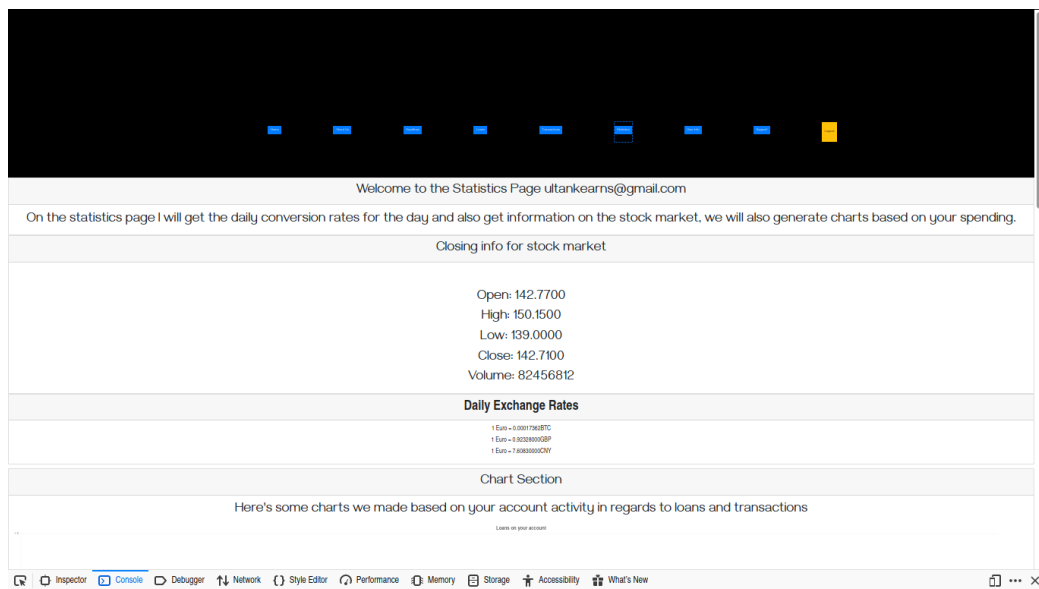 Welcome to the Statistics Page ultankearns@gmail.com
On the statistics page I will get the daily conversion rates for the day and also get information on the stock market, we will also generate charts based on your spending.
Closing info for stock market
Open: 142.7700
High: 150.1500
Low: 139.0000
Close: 142.7100
Volume: 82456812
Daily Exchange Rates
1 Euro = 0.00017362BTC
1 Euro = 0.92328000GBP
1 Euro = 7.60830000CNY
Chart Section
Here's some charts we made based on your account activity in regards to loans and transactions
Loans on your account
Inspector Console Debugger Network Style Editor Performance Memory Storage Accessibility What's New